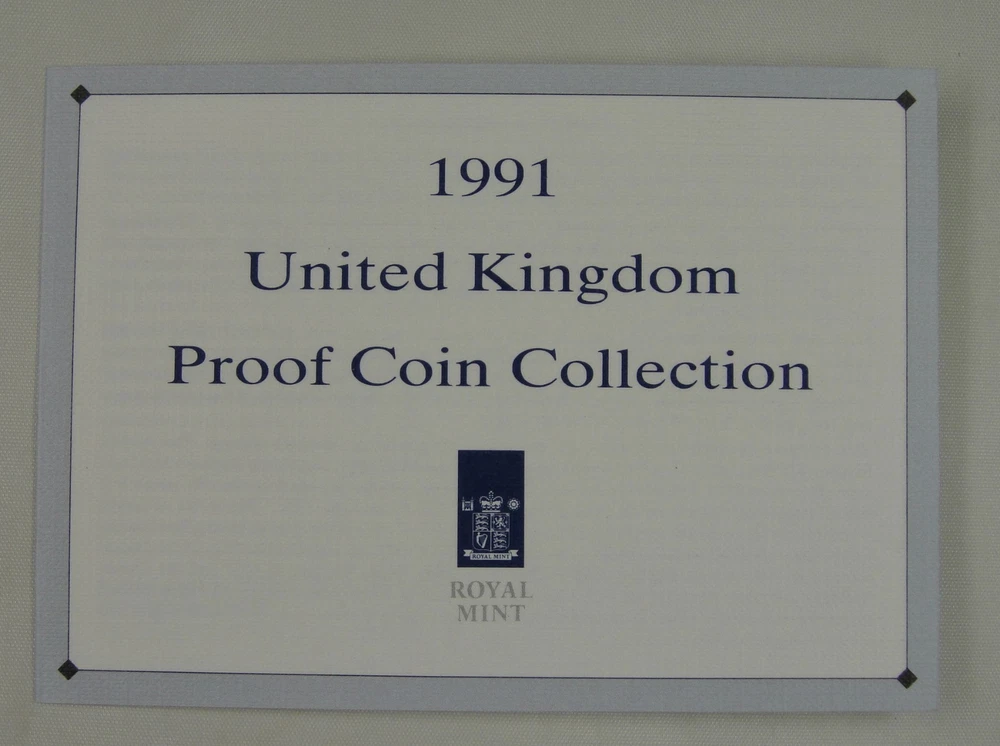 1991
United Kingdom
Proof Coin Collection
ROYAL MINT
ROYAL
MINT